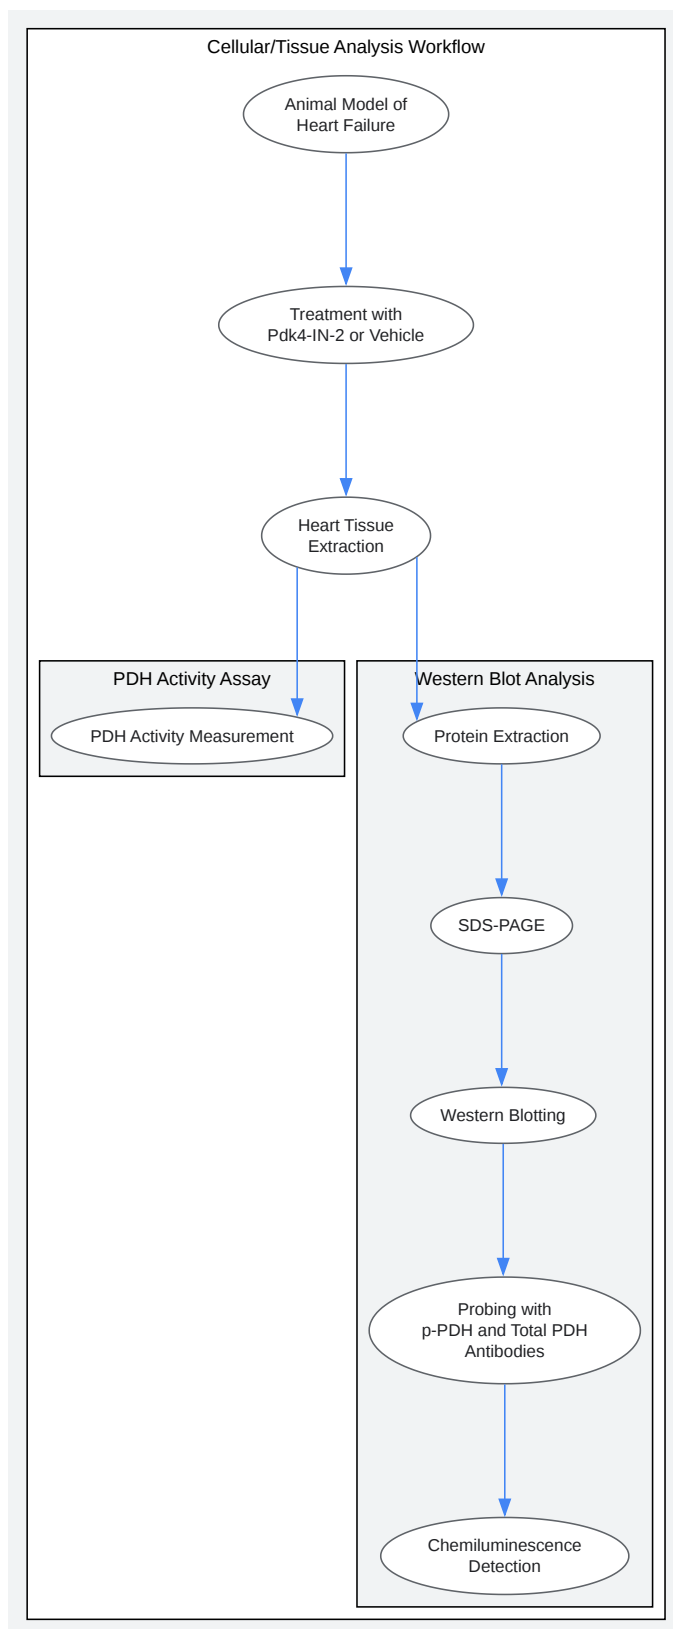 Cellular/Tissue Analysis Workflow
Animal Model of
Heart Failure
Treatment with
Pdk4-IN-2 or Vehicle
Heart Tissue
Extraction
PDH Activity Assay
PDH Activity Measurement
Western Blot Analysis
Protein Extraction
SDS-PAGE
Western Blotting
Probing with
p-PDH and Total PDH
Antibodies
Chemiluminescence
Detection